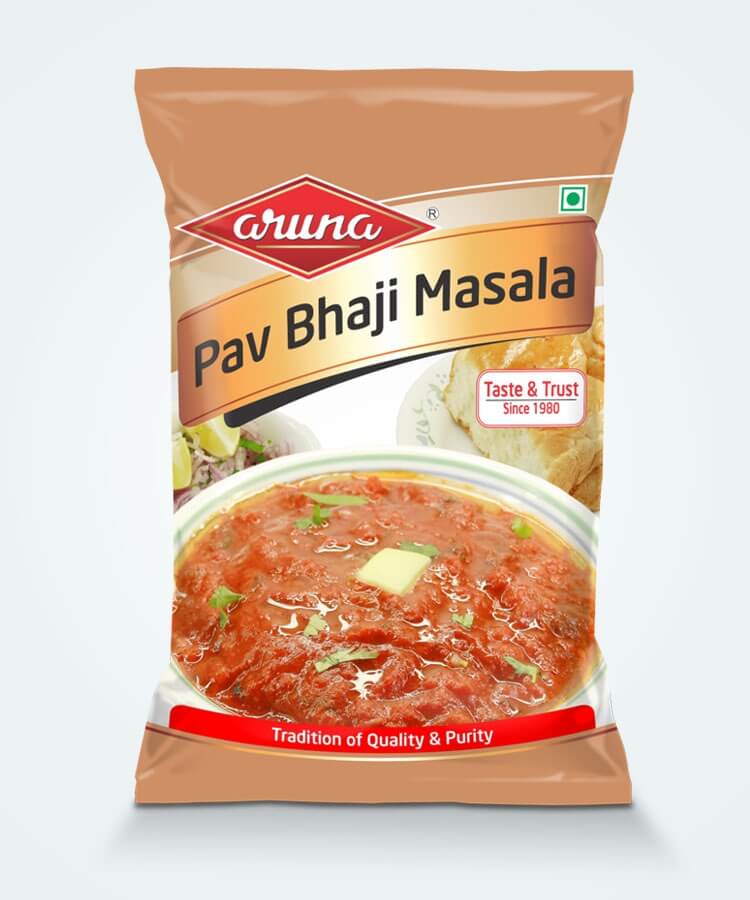 aruna
®
Pav Bhaji Masala
Taste & Trust
Since 1980
Tradition of Quality & Purity